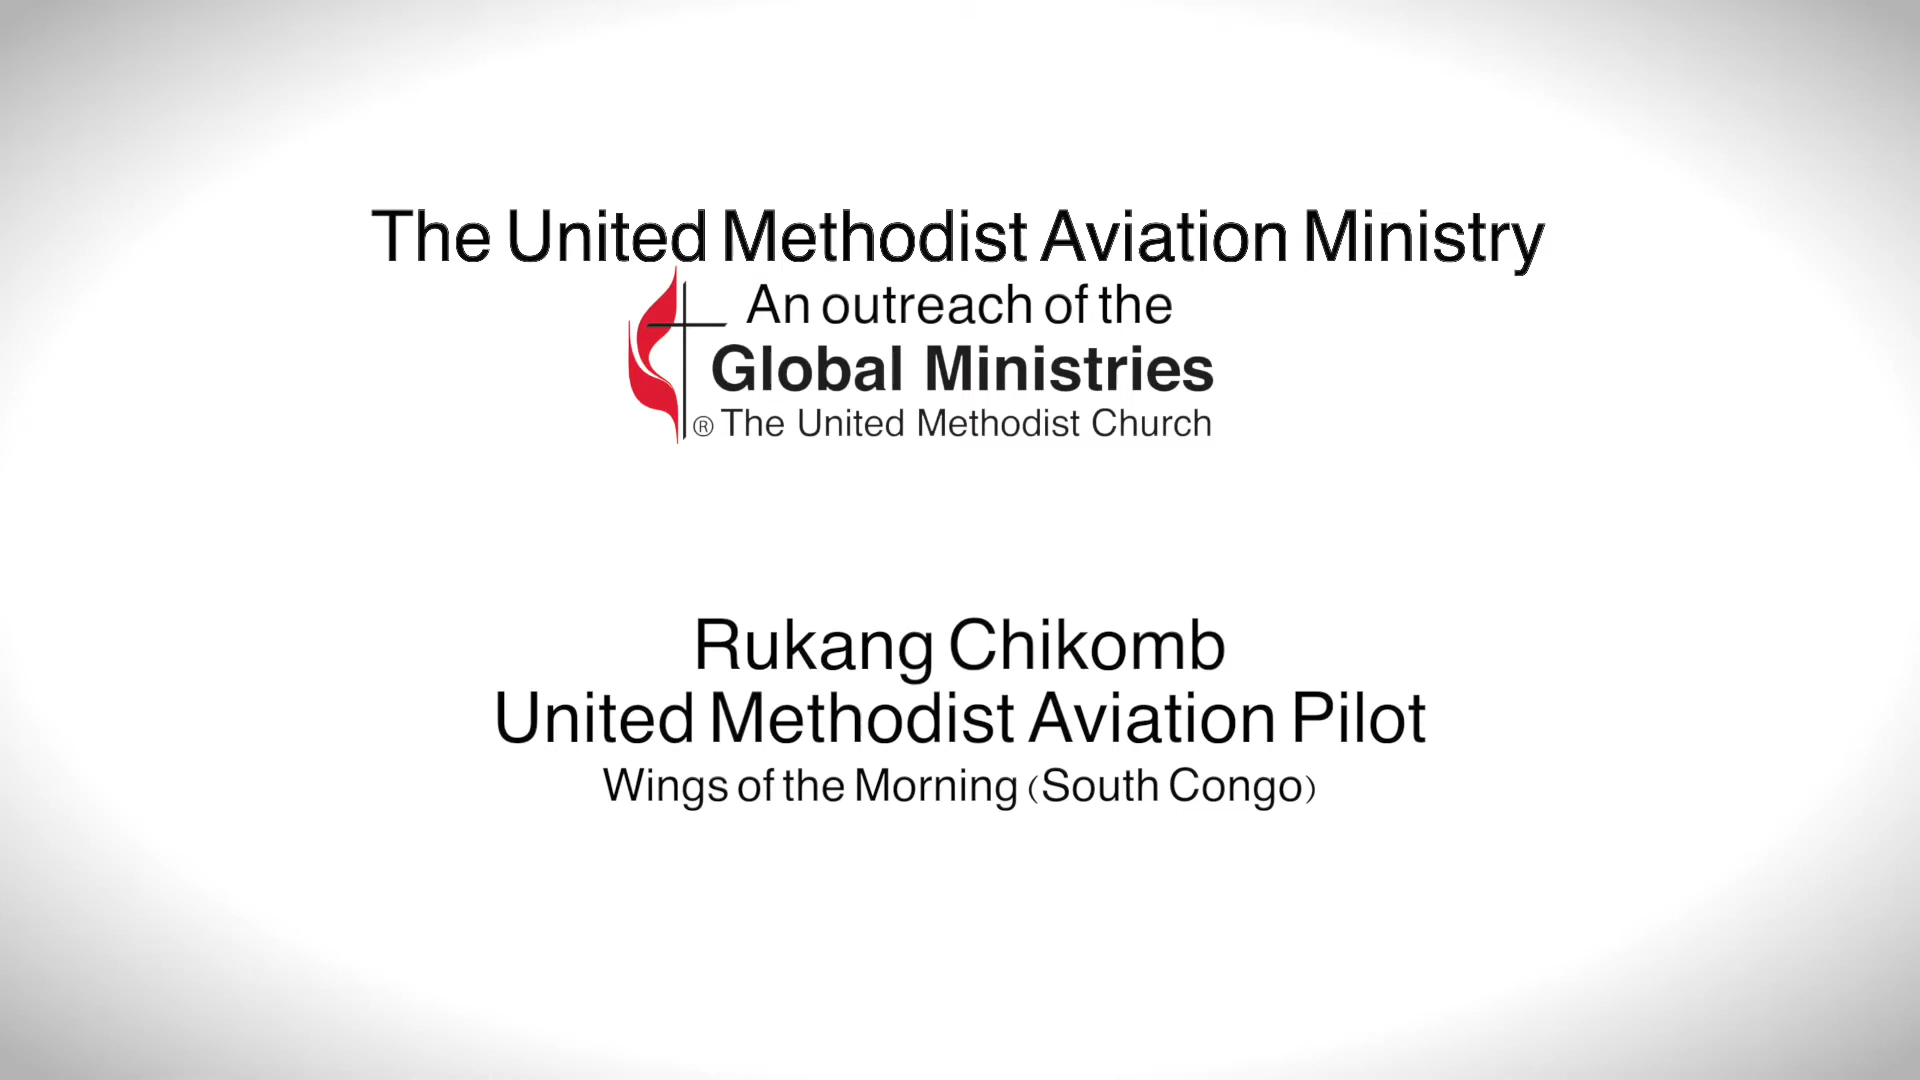 The United Methodist Aviation Ministry
An outreach of the
Global Ministries
® The United Methodist Church
Rukang Chikomb
United Methodist Aviation Pilot
Wings of the Morning (South Congo)